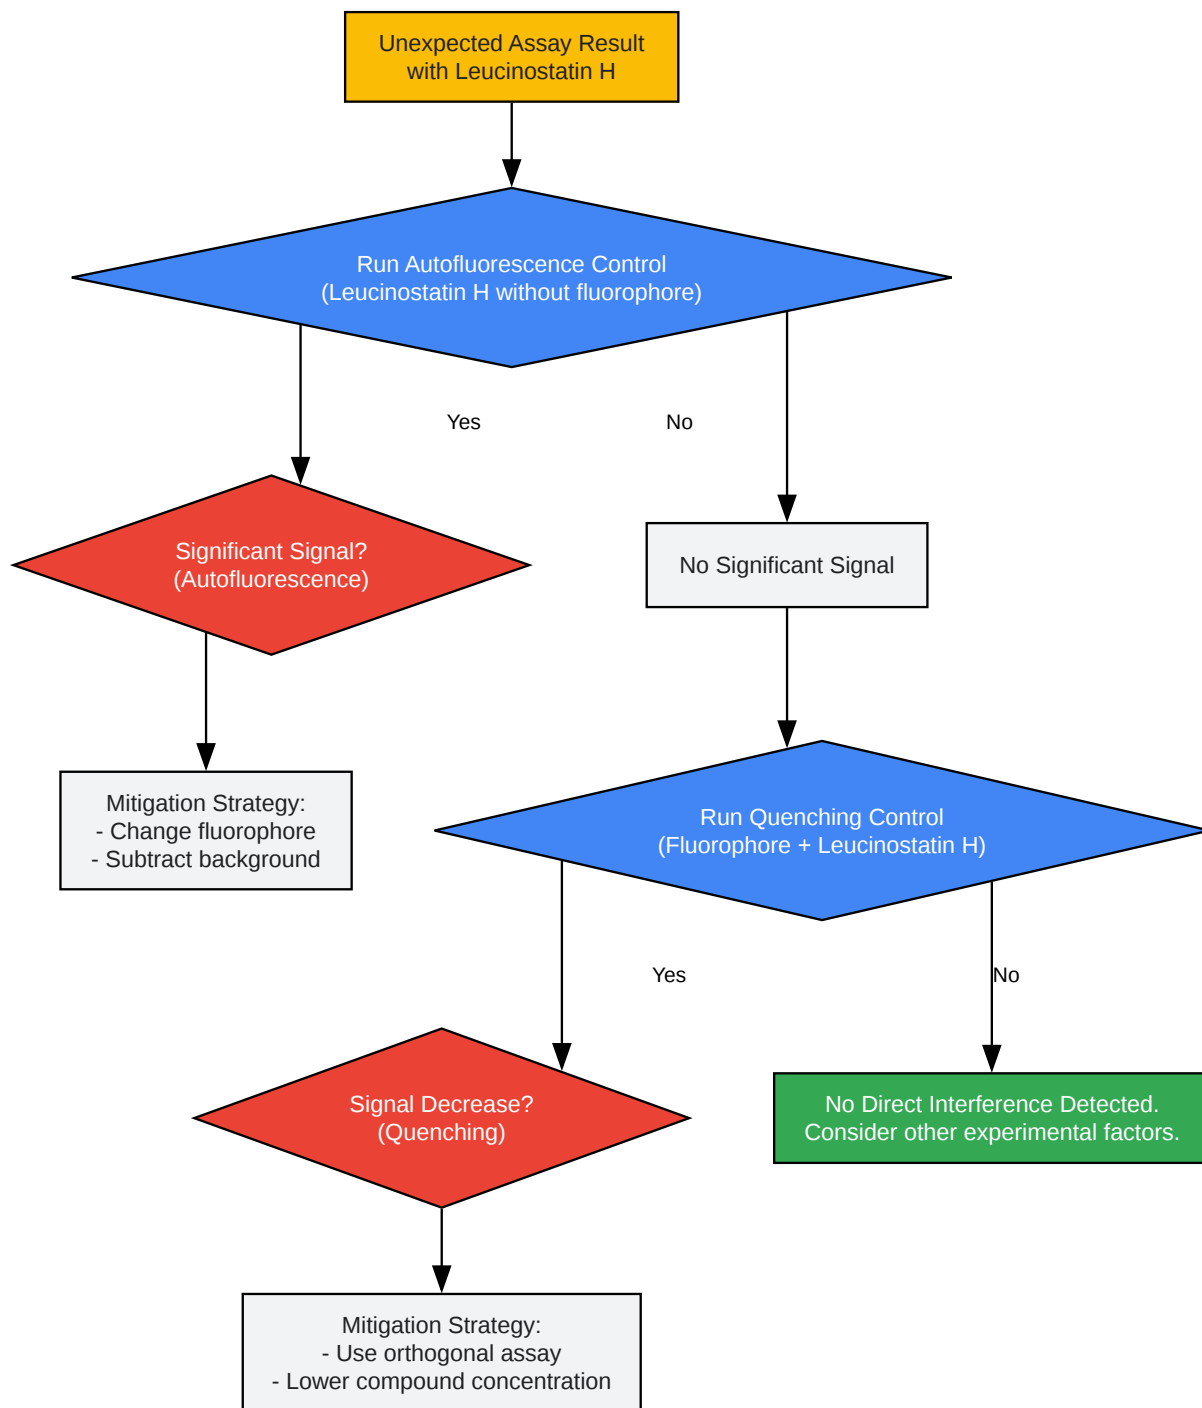 Unexpected Assay Result
with Leucinostatin H
Run Autofluorescence Control
(Leucinostatin H without fluorophore)
Yes
No
Significant Signal?
(Autofluorescence)
No Significant Signal
Mitigation Strategy:
- Change fluorophore
- Subtract background
Run Quenching Control
(Fluorophore + Leucinostatin H)
Yes
No
Signal Decrease?
(Quenching)
No Direct Interference Detected.
Consider other experimental factors.
Mitigation Strategy:
- Use orthogonal assay
- Lower compound concentration